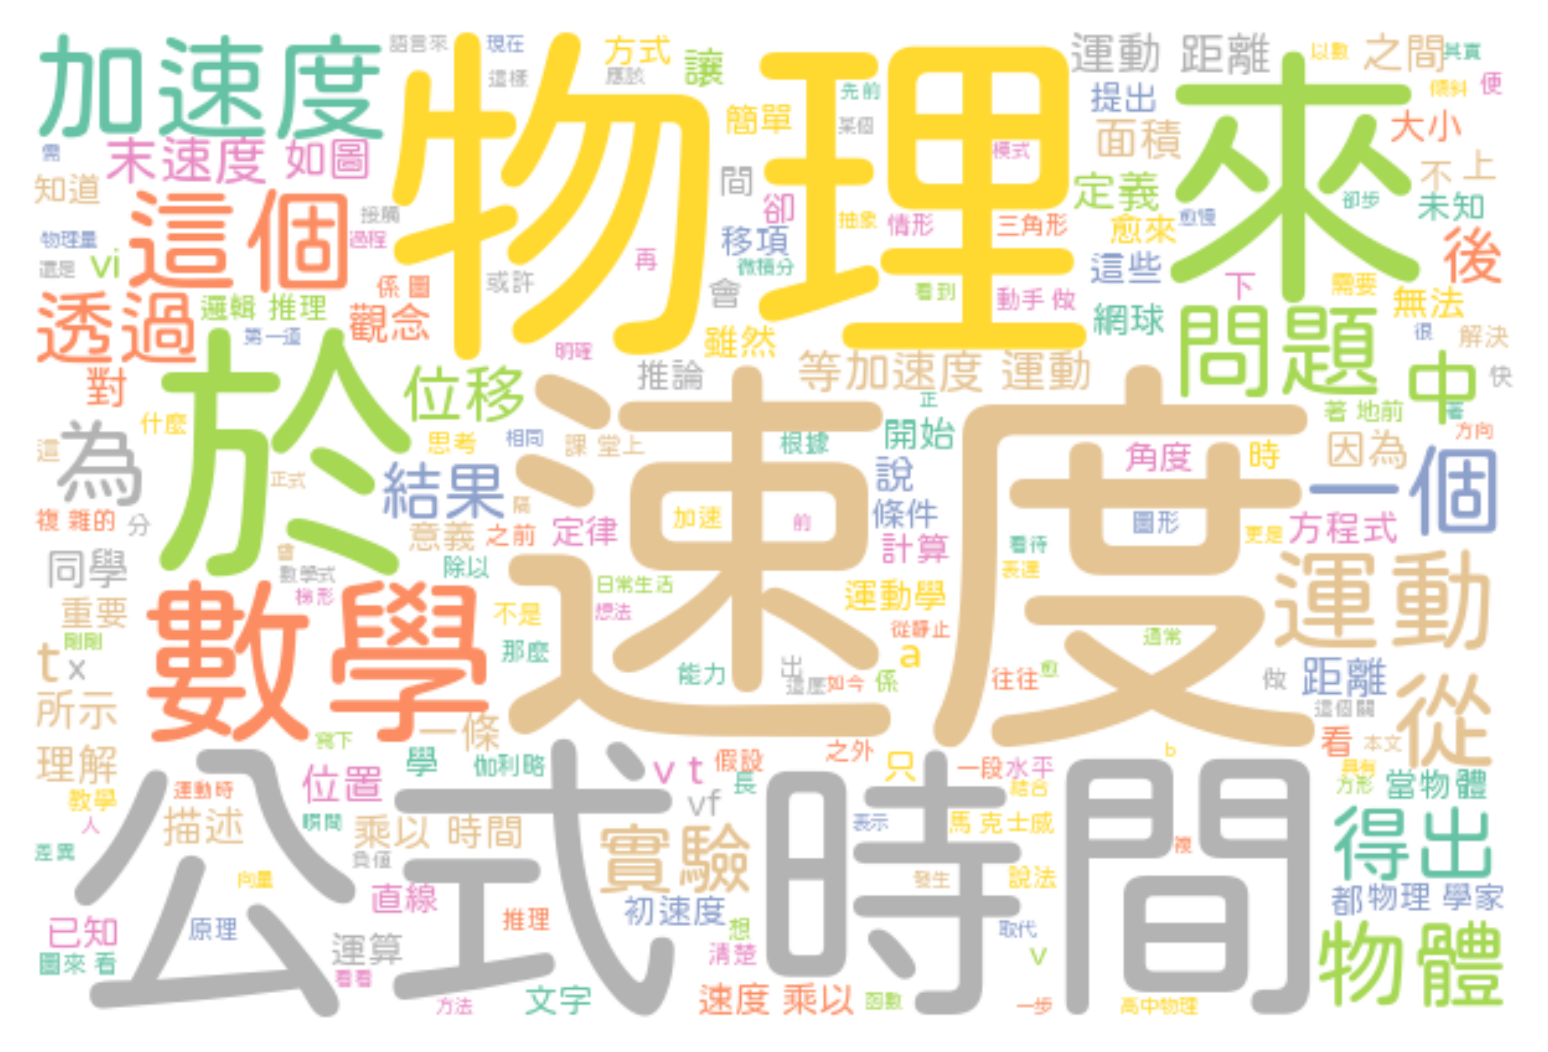 加速度
語言來
現在
方式
讓
物理
運動 距離
以數
之間
其實
這樣
應該
先前
提出
傾斜
便
來
需
末速度 如圖
簡單
某個
面積
大小
模式
知道
間
定義
不 上
這個
接觸
卻
抽象
情形
三角形
愈來
愈懂
卻步
未知
物理量
過程
移項
後
還是
vi
再
微積分
這些
係 圖
或許
會
看到
動手 做
下
需要
無法
透過
邏輯 推理
觀念
網球
問題
第一道
雖然
很
解決
明確
對
位移
推論
等加速度 運動
中
快
於
速度
正
著 地前
著
什麼
思考
相同
課 堂上
根據
開始
方向
這
為
正式
結果
說
角度
時
因為
一個
複 雜的
分
隔
加速
前
條件
圖形
意義
之前
定律
計算
更是
方程式
同學
曾
數學式
除以
看待
表達
運動
日常生活
梯形
重要
數學
不是
想法
運動學
剛剛
從靜止
通常
t
x
那麼
a
能力
出
這麼
如今
係
往往
愈
做
距離
從
所示
這個關
一條
寫下
理解
公式
學
伽利略
v t
假設
之外
只
一段
水平
b
看
本文
時間
位置
長
結合
具有
方形
當物體
運動時
教學
vf
人
描述
瞬間
乘以 時間
表示
馬 克士威
得出
實驗
複
差異
負值
向量
發生
說法
直線
初速度
都
物理 學家
已知
原理
推理
想
取代
物體
運算
清楚
v
圖來 看
看看
方法
文字
速度 乘以
函數
一步
高中物理